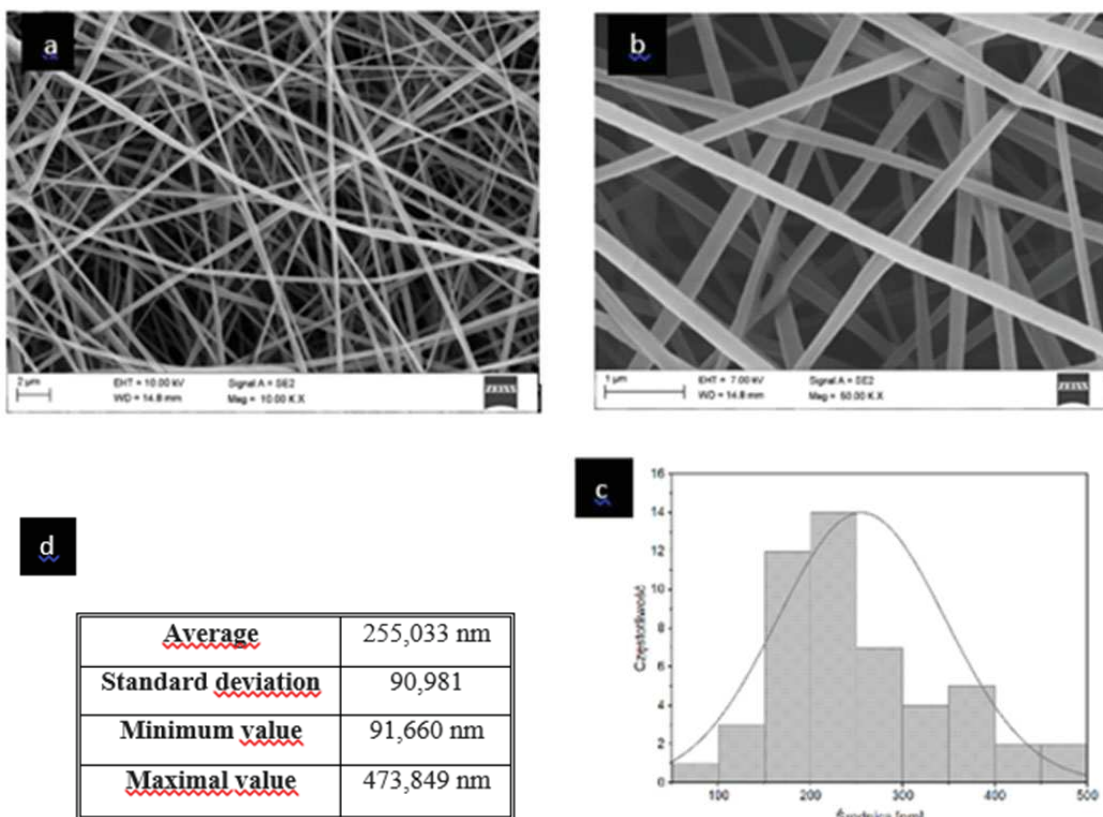 a
b
2 µm
EHT = 10.00 kV
Signal A = SE2
WD = 14.8 mm
Mag = 10.00 K X
ZEISS
1 µm
EHT = 7.00 kV
Signal A = SE2
WD = 14.8 mm
Mag = 50.00 K X
ZEISS
c
16
14
12
10
8
6
4
2
0
Częstotliwość
100
200
300
400
500
Średnica [nm]
d
Average 255,033 nm
Standard deviation 90,981
Minimum value 91,660 nm
Maximal value 473,849 nm